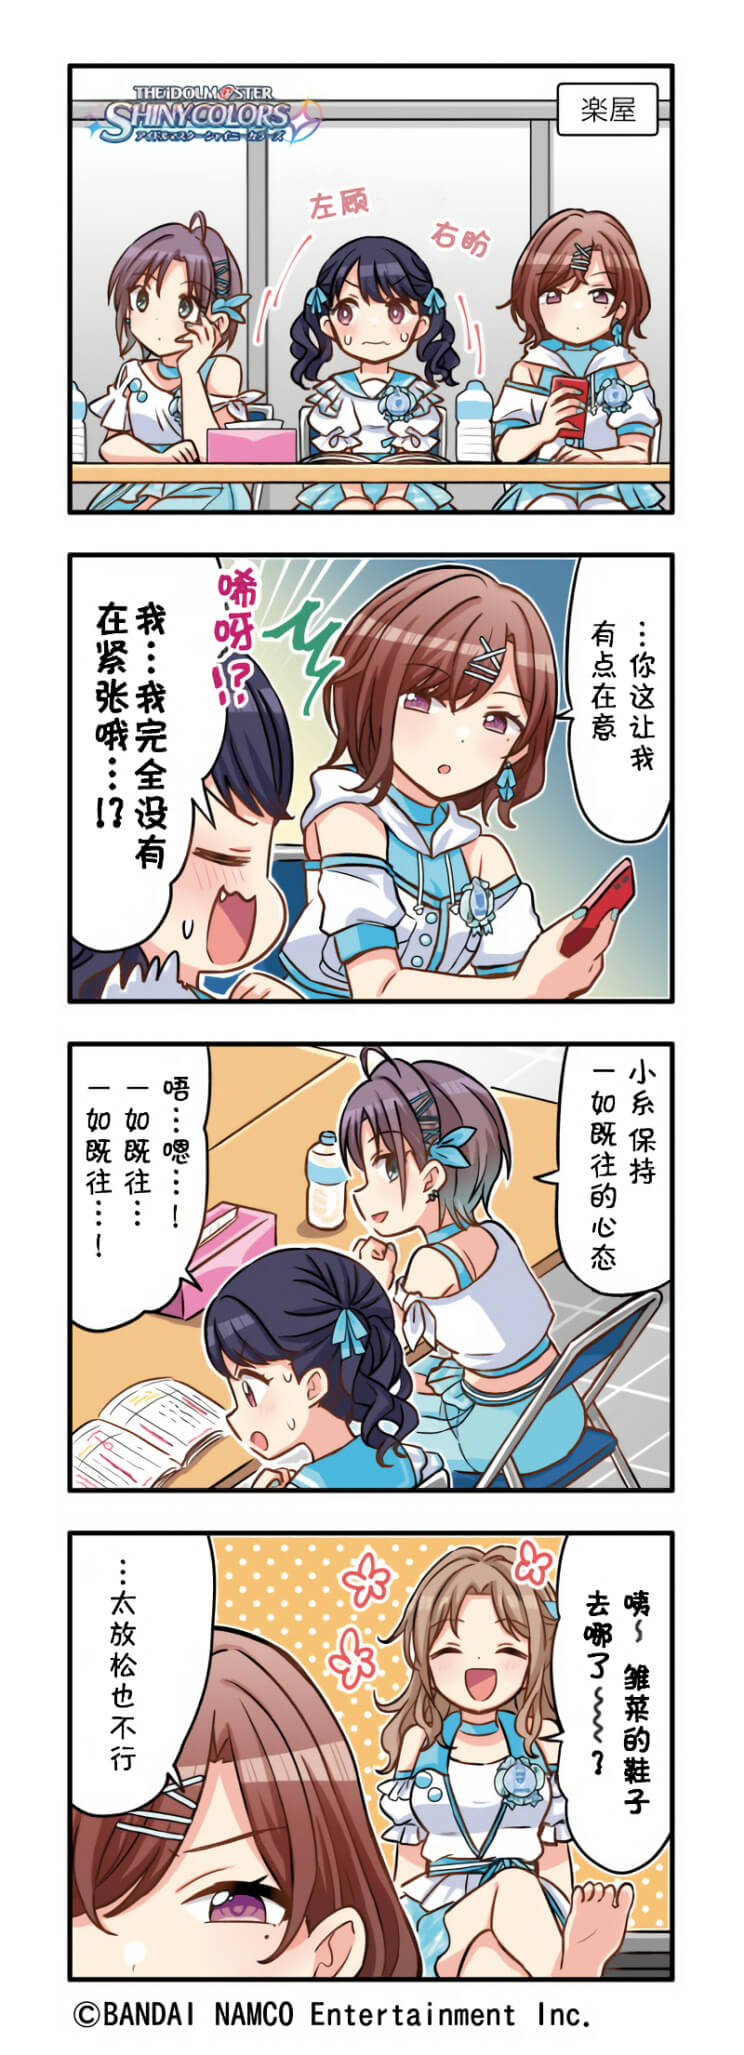 THE iDOLM@STER
SHINYCOLORS
アイドルマスターシャイニーカラーズ
楽屋
左顾
右盼
…你这让我
有点在意
唏呀!?
我…我完全没有
在紧张哦…!?
小糸保持
一如既往的心态
唔…嗯…!
一如既往…
一如既往…!
咦～雏菜的鞋子
去哪了～～～?
…太放松也不行
©BANDAI NAMCO Entertainment Inc.